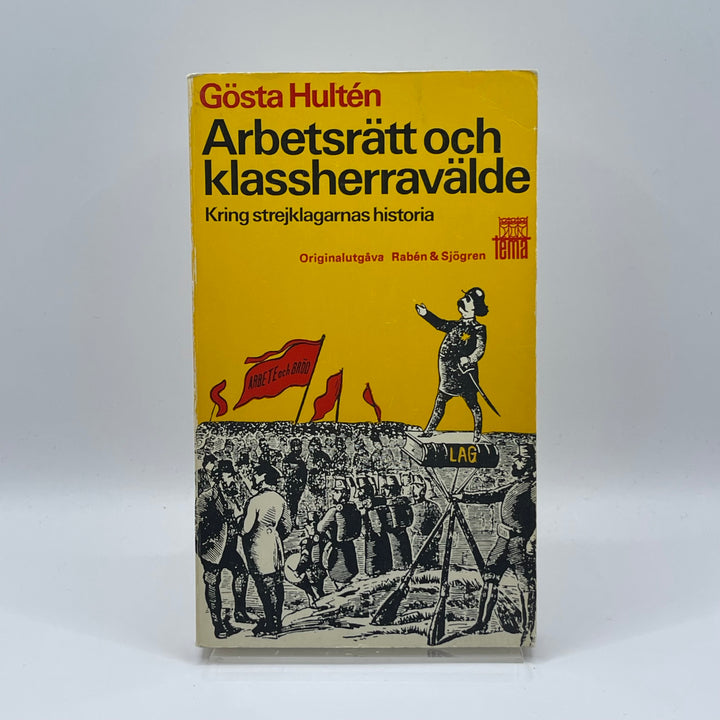 Gösta Hultén
Arbetsrätt och
klassherravälde
Kring strejklagarnas historia
Originalutgåva Rabén & Sjögren
tema
ARBETE och BRÖD
LAG